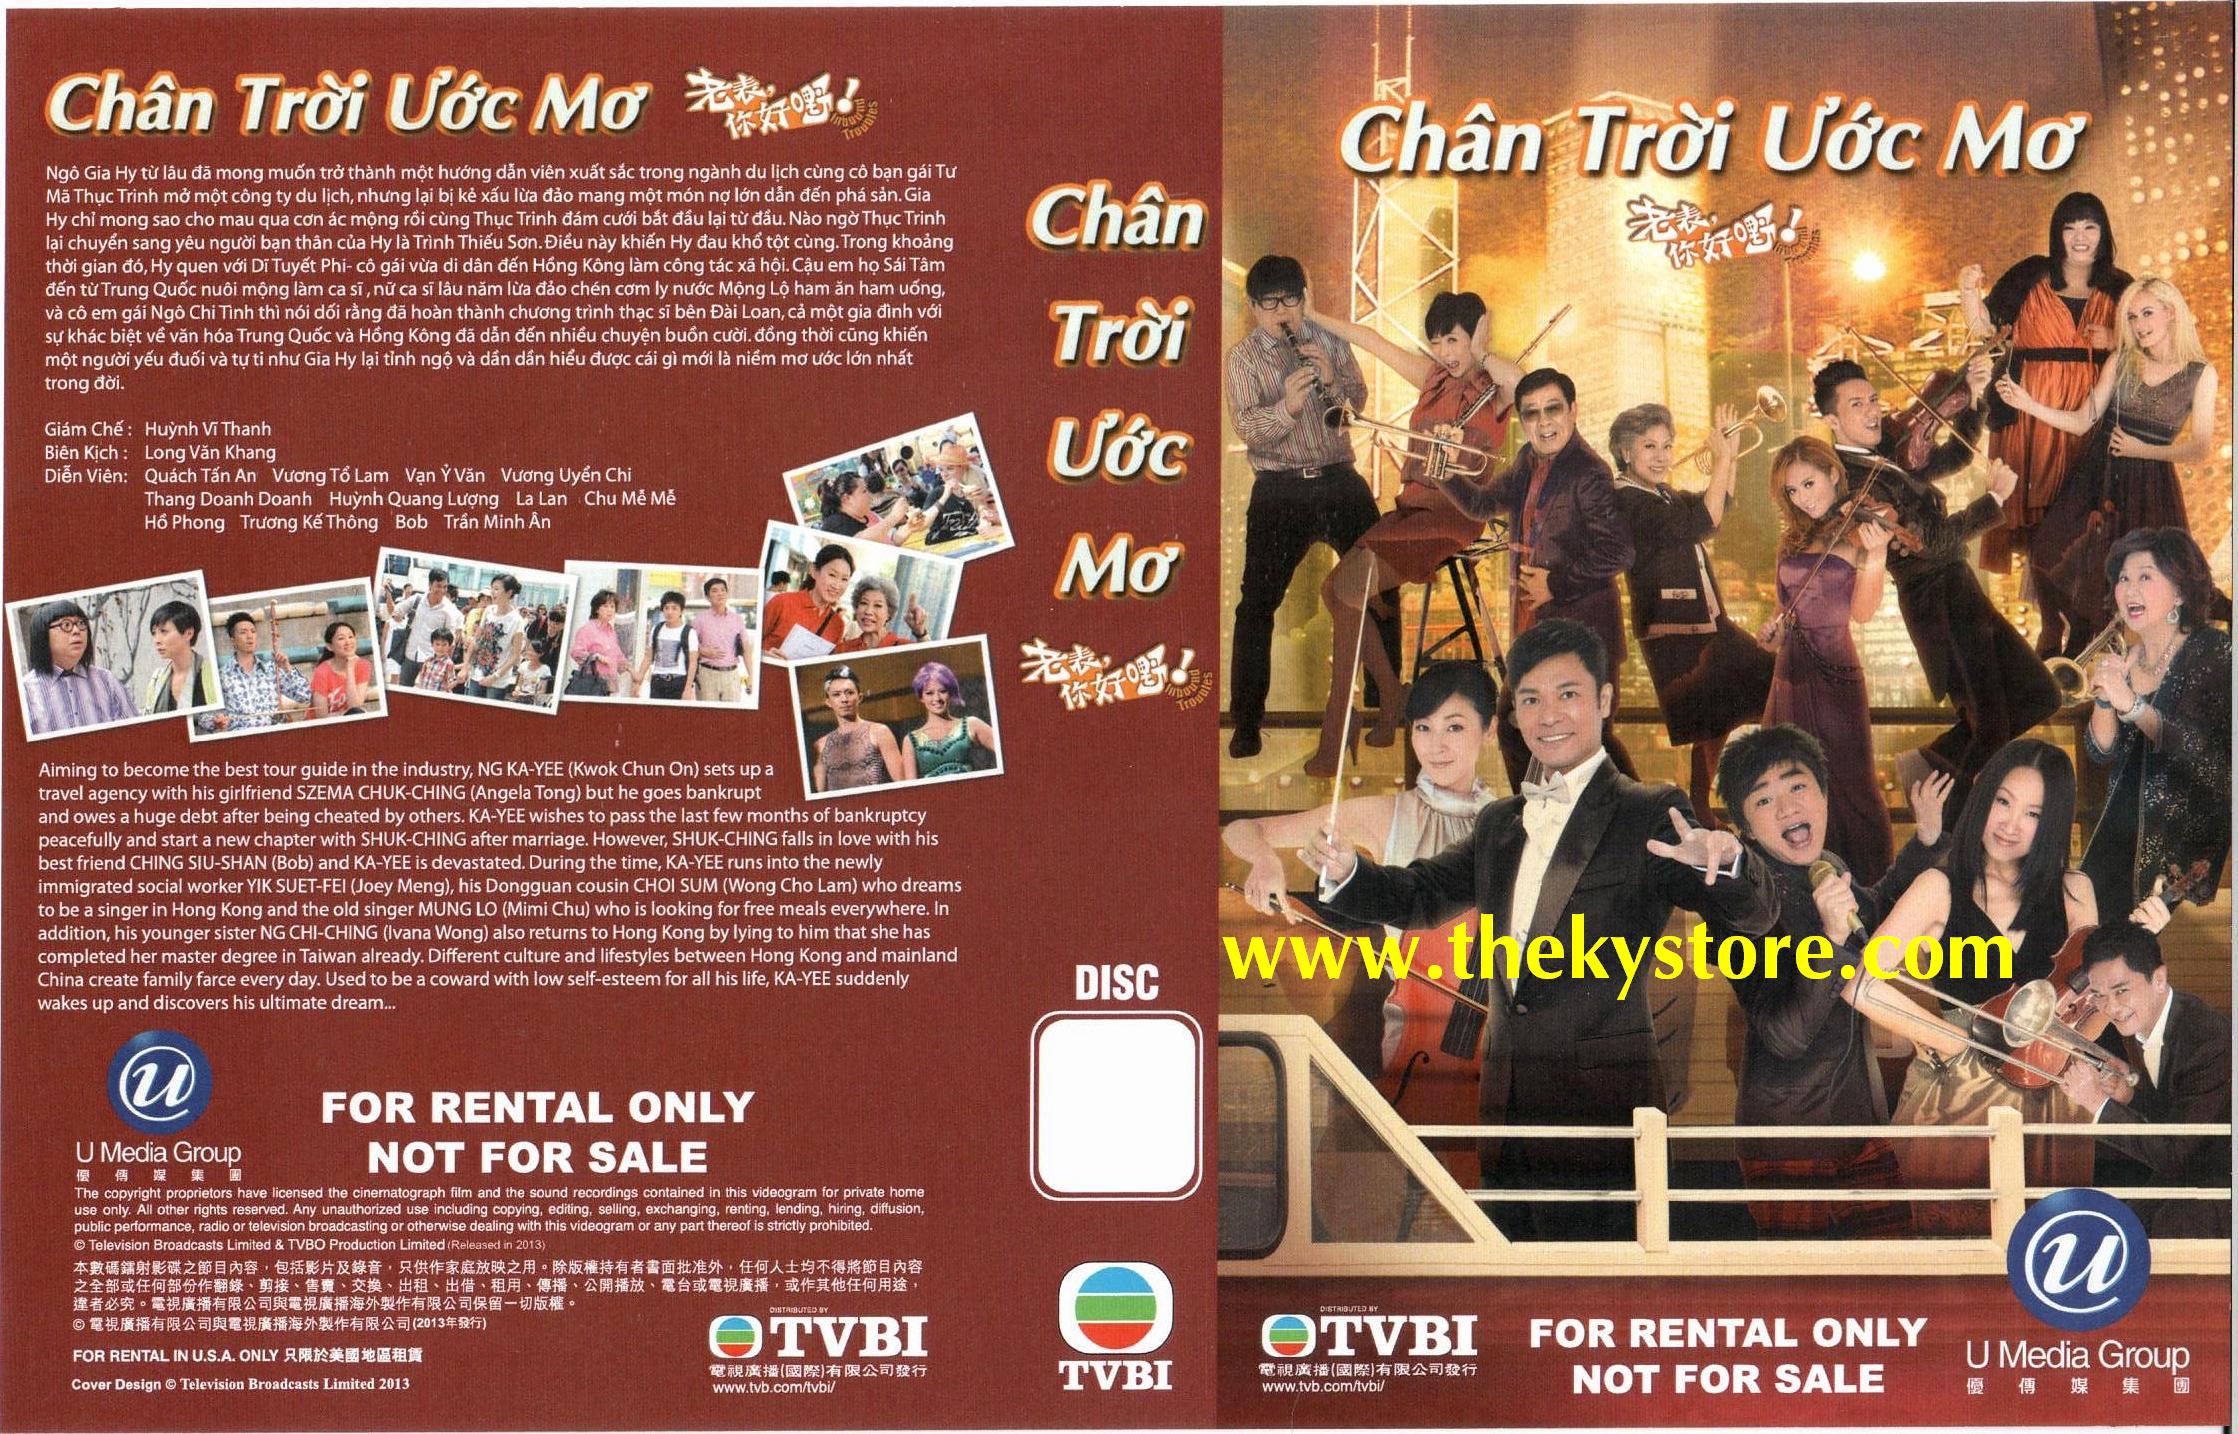 Chân Trời Ước Mơ
老表,你好嘢!
Inbound Troubles
Ngô Gia Hy từ lâu đã mong muốn trở thành một hướng dẫn viên xuất sắc trong ngành du lịch cùng cô bạn gái Tư
Mã Thục Trinh mở một công ty du lịch, nhưng lại bị kẻ xấu lừa đảo mang một món nợ lớn dẫn đến phá sản. Gia
Hy chỉ mong sao cho mau qua cơn ác mộng rồi cùng Thục Trinh đám cưới bắt đầu lại từ đầu. Nào ngờ Thục Trinh
lại chuyển sang yêu người bạn thân của Hy là Trình Thiếu Sơn. Điều này khiến Hy đau khổ tột cùng. Trong khoảng
thời gian đó, Hy quen với Dĩ Tuyết Phi- cô gái vừa di dân đến Hồng Kông làm công tác xã hội. Cậu em họ Sái Tâm
đến từ Trung Quốc nuôi mộng làm ca sĩ , nữ ca sĩ lâu năm lừa đảo chén cơm ly nước Mộng Lộ ham ăn ham uống,
và cô em gái Ngô Chi Tình thì nói dối rằng đã hoàn thành chương trình thạc sĩ bên Đài Loan, cả một gia đình với
sự khác biệt về văn hóa Trung Quốc và Hồng Kông đã dẫn đến nhiều chuyện buồn cười. đồng thời cũng khiến
một người yếu đuối và tự ti như Gia Hy lại tỉnh ngộ và dần dần hiểu được cái gì mới là niềm mơ ước lớn nhất
trong đời.
Giám Chế : Huỳnh Vĩ Thanh
Biên Kịch : Long Văn Khang
Diễn Viên: Quách Tấn An Vương Tổ Lam Vạn Ỷ Văn Vương Uyển Chi
Thang Doanh Doanh Huỳnh Quang Lượng La Lan Chu Mễ Mễ
Hồ Phong Trương Kế Thông Bob Trần Minh Ân
Aiming to become the best tour guide in the industry, NG KA-YEE (Kwok Chun On) sets up a
travel agency with his girlfriend SZEMA CHUK-CHING (Angela Tong) but he goes bankrupt
and owes a huge debt after being cheated by others. KA-YEE wishes to pass the last few months of bankruptcy
peacefully and start a new chapter with SHUK-CHING after marriage. However, SHUK-CHING falls in love with his
best friend CHING SIU-SHAN (Bob) and KA-YEE is devastated. During the time, KA-YEE runs into the newly
immigrated social worker YIK SUET-FEI (Joey Meng), his Dongguan cousin CHOI SUM (Wong Cho Lam) who dreams
to be a singer in Hong Kong and the old singer MUNG LO (Mimi Chu) who is looking for free meals everywhere. In
addition, his younger sister NG CHI-CHING (Ivana Wong) also returns to Hong Kong by lying to him that she has
completed her master degree in Taiwan already. Different culture and lifestyles between Hong Kong and mainland
China create family farce every day. Used to be a coward with low self-esteem for all his life, KA-YEE suddenly
wakes up and discovers his ultimate dream...
U Media Group
優傳媒集團
FOR RENTAL ONLY
NOT FOR SALE
The copyright proprietors have licensed the cinematograph film and the sound recordings contained in this videogram for private home
use only. All other rights reserved. Any unauthorized use including copying, editing, selling, exchanging, renting, lending, hiring, diffusion,
public performance, radio or television broadcasting or otherwise dealing with this videogram or any part thereof is strictly prohibited.
© Television Broadcasts Limited & TVBO Production Limited (Released in 2013)
本數碼鐳射影碟之節目內容，包括影片及錄音，只供作家庭放映之用。除版權持有者書面批准外，任何人士均不得將節目內容
之全部或任何部份作翻錄、剪接、售賣、交換、出租、出借、租用、傳播、公開播放、電台或電視廣播，或作其他任何用途，
違者必究。電視廣播有限公司與電視廣播海外製作有限公司保留一切版權。
© 電視廣播有限公司與電視廣播海外製作有限公司(2013年發行)
FOR RENTAL IN U.S.A. ONLY 只限於美國地區租賃
Cover Design © Television Broadcasts Limited 2013
DISTRIBUTED BY
TVBI
電視廣播(國際)有限公司發行
www.tvb.com/tvbi/
Chân
Trời
Ước
Mơ
老表,你好嘢!
Inbound Troubles
DISC
TVBI
Chân Trời Ước Mơ
老表,你好嘢!
Inbound Troubles
www.thekystore.com
DISTRIBUTED BY
TVBI
電視廣播(國際)有限公司發行
www.tvb.com/tvbi/
FOR RENTAL ONLY
NOT FOR SALE
U Media Group
優傳媒集團